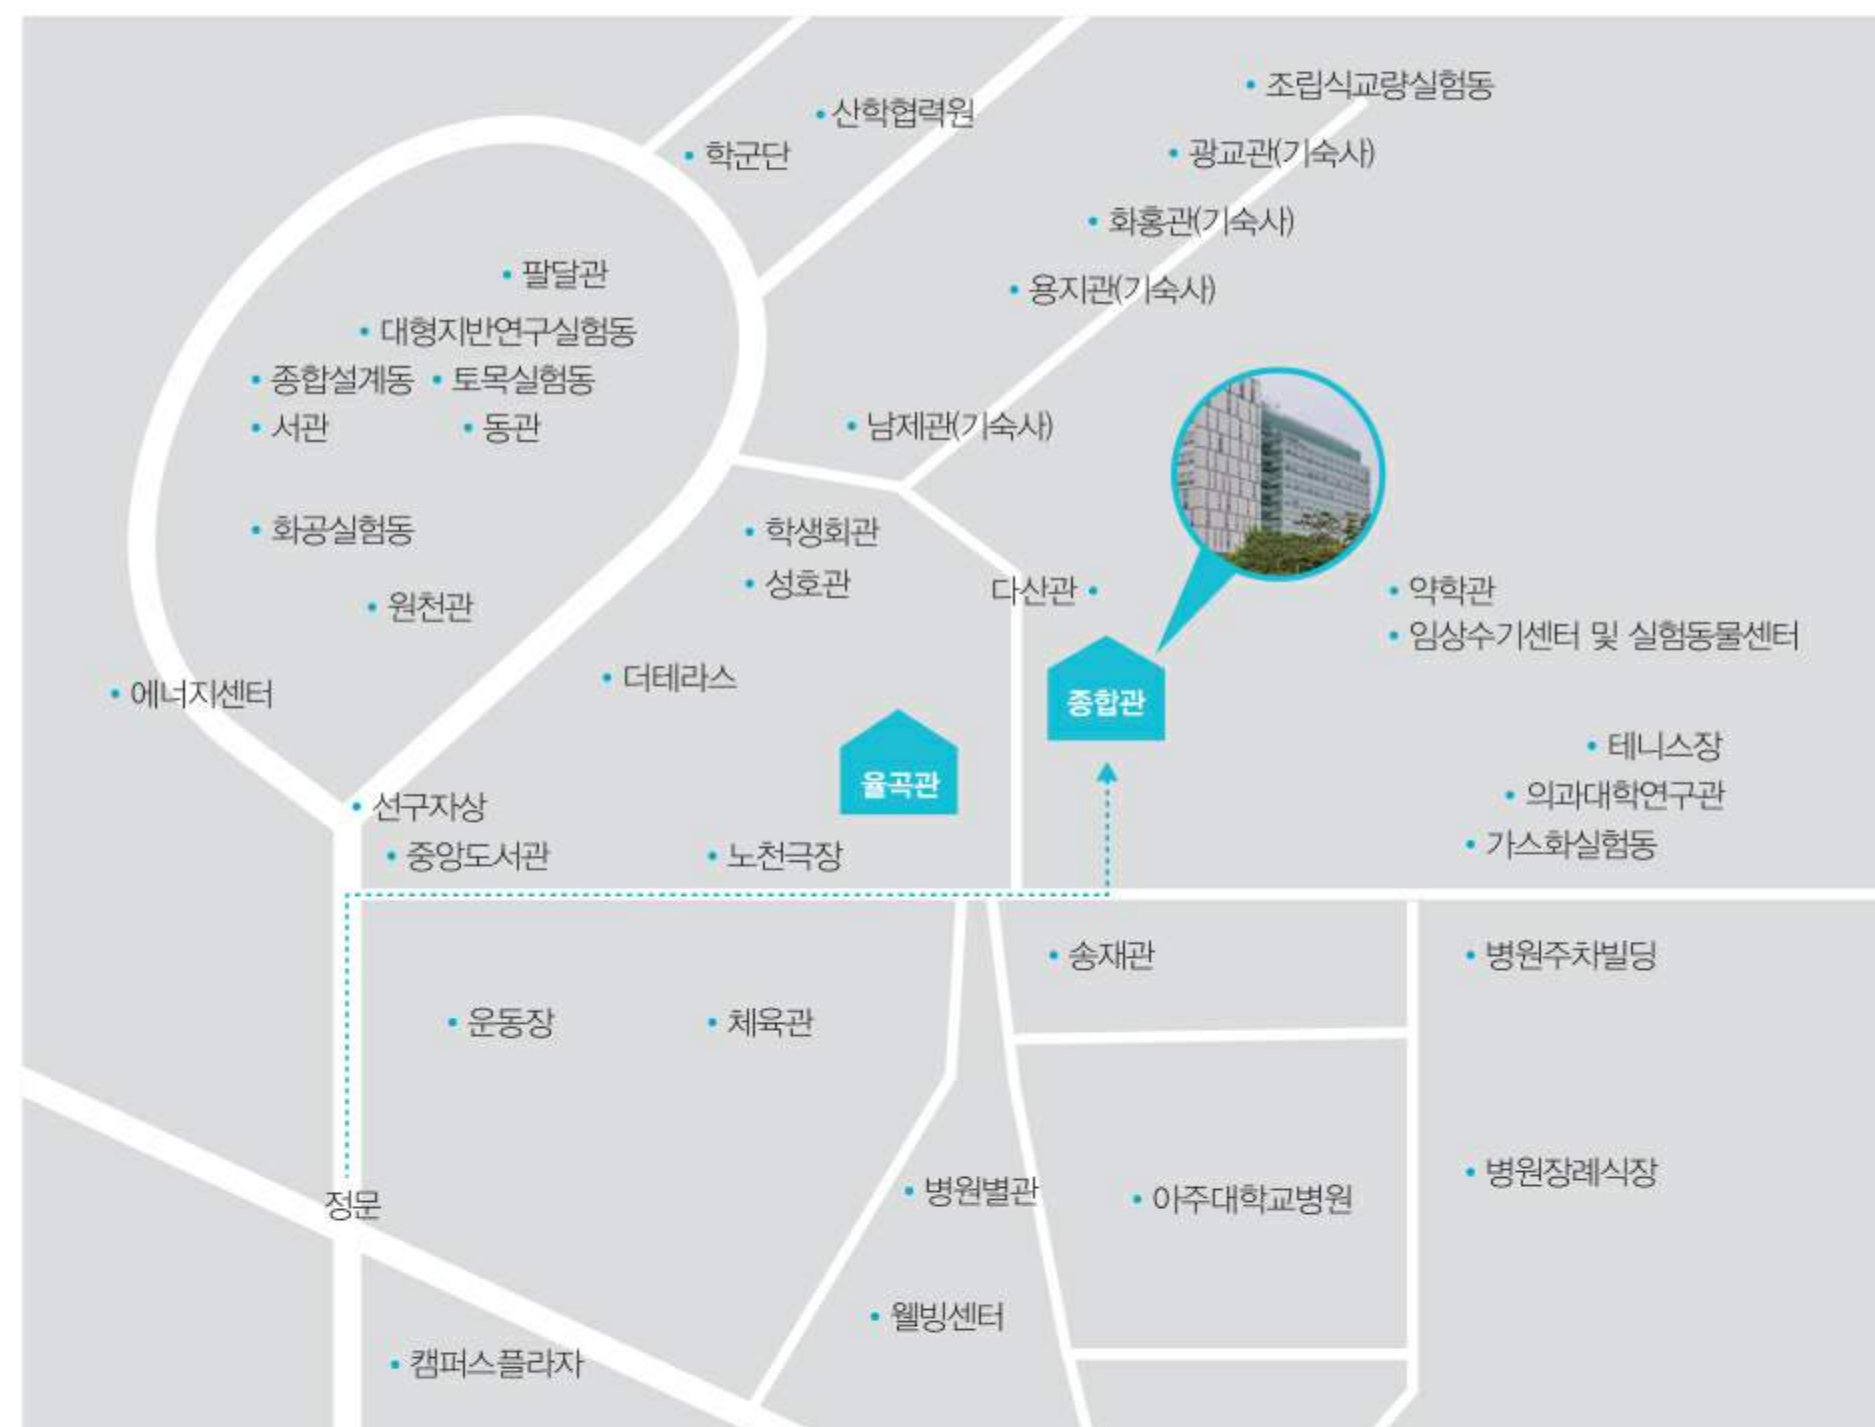 조립식교량실험동
산학협력원
학군단
광교관(기숙사)
화홍관(기숙사)
팔달관
용지관(기숙사)
대형지반연구실험동
종합설계동
토목실험동
서관
동관
남제관(기숙사)
화공실험동
학생회관
성호관
다산관
약학관
원천관
임상수기센터 및 실험동물센터
에너지센터
더테라스
종합관
테니스장
율곡관
의과대학연구관
선구자상
가스화실험동
중앙도서관
노천극장
송재관
병원주차빌딩
운동장
체육관
병원장례식장
정문
병원별관
아주대학교병원
웰빙센터
캠퍼스플라자